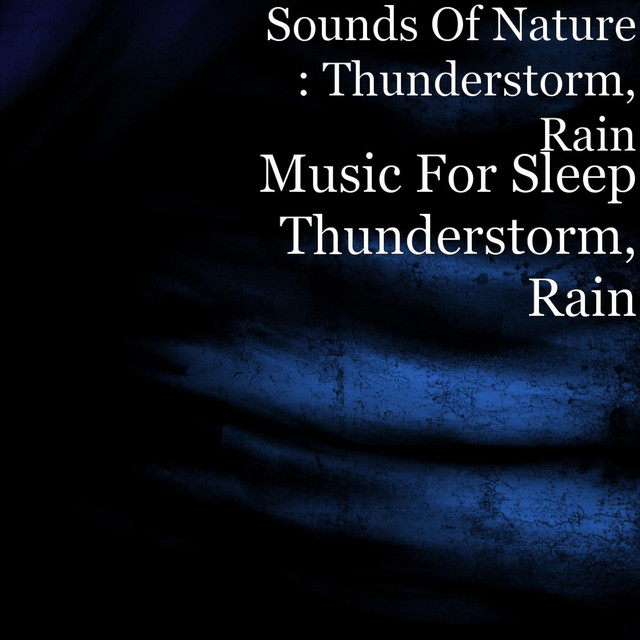 Sounds Of Nature
: Thunderstorm,
Rain
Music For Sleep
Thunderstorm,
Rain